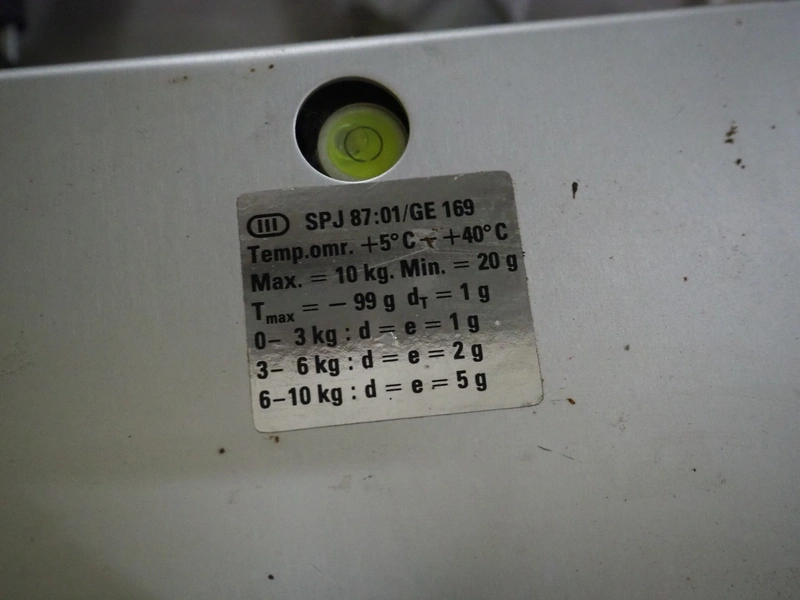 III SPJ 87:01/GE 169
Temp.omr. +5°C – +40°C
Max. = 10 kg. Min. = 20 g
Tmax = – 99 g dT = 1 g
0– 3 kg : d = e = 1 g
3– 6 kg : d = e = 2 g
6–10 kg : d = e = 5 g